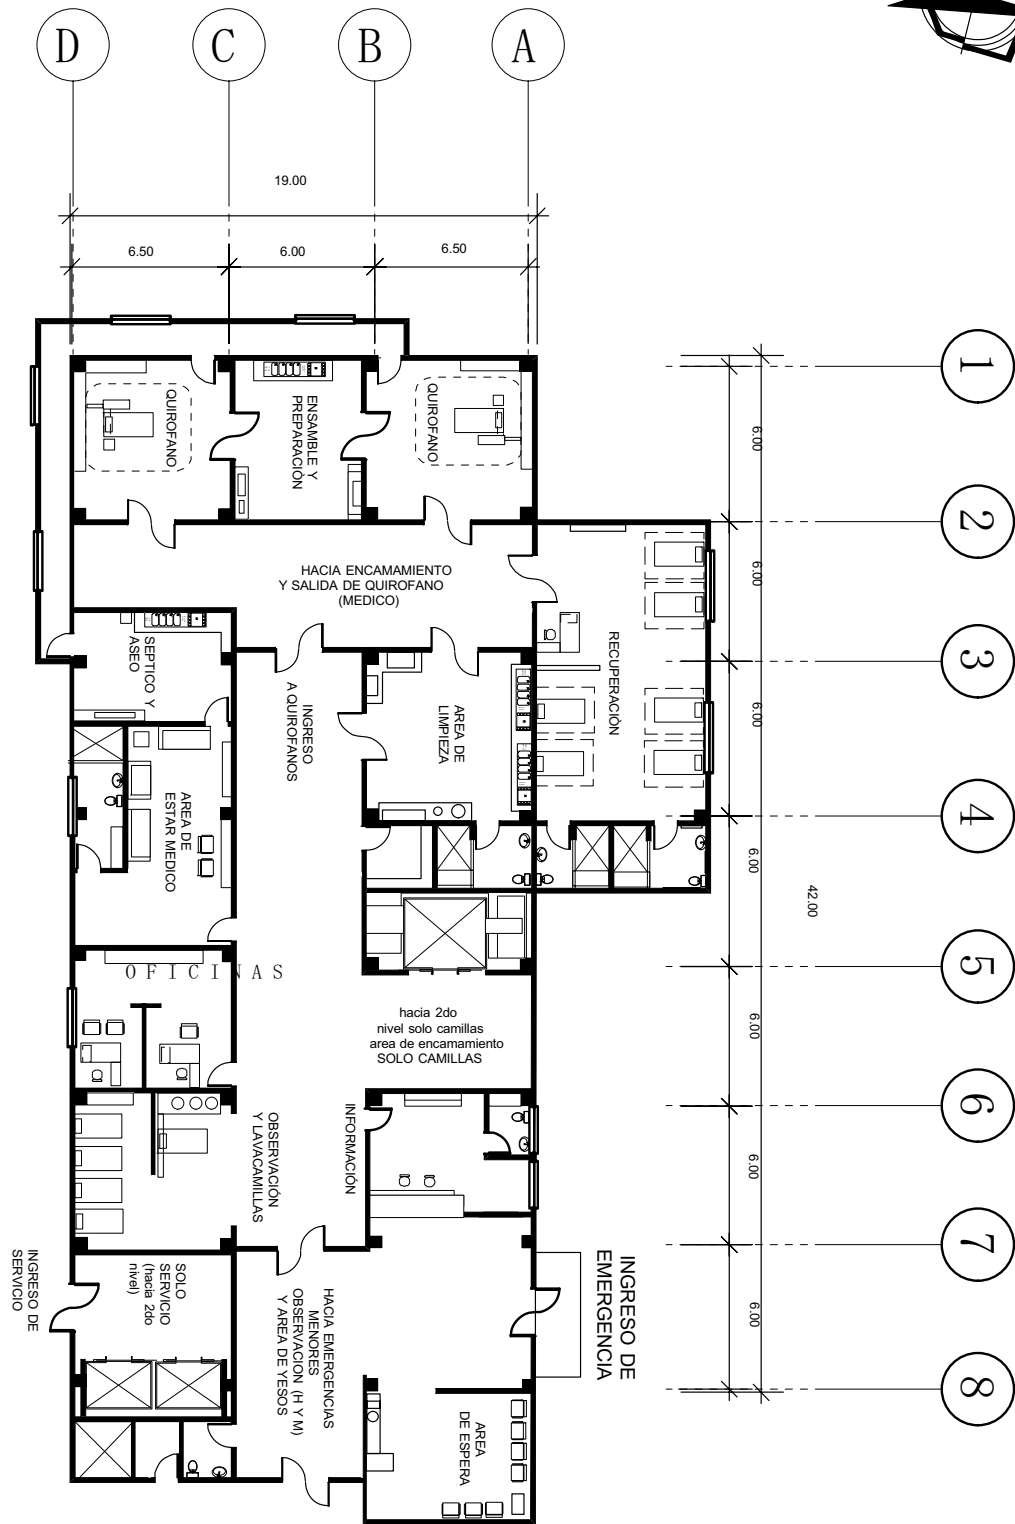 D
C
B
A
19.00
6.50
6.00
6.50
1
2
3
4
5
6
7
8
6.00
6.00
6.00
6.00
6.00
6.00
6.00
42.00
QUIROFANO
ENSAMBLE Y
PREPARACIÓN
QUIROFANO
HACIA ENCAMAMIENTO
Y SALIDA DE QUIROFANO
(MEDICO)
RECUPERACIÓN
SEPTICO Y
ASEO
INGRESO
A QUIROFANOS
AREA DE
LIMPIEZA
AREA DE
ESTAR MEDICO
OFICINAS
hacia 2do
nivel solo camillas
area de encamamiento
SOLO CAMILLAS
INFORMACIÓN
OBSERVACIÓN
Y LAVACAMILLAS
INGRESO DE
EMERGENCIA
INGRESO DE
SERVICIO
SOLO
SERVICIO
(hacia 2do
nivel)
HACIA EMERGENCIAS
MENORES
OBSERVACION (H Y M)
Y AREA DE YESOS
AREA
DE ESPERA